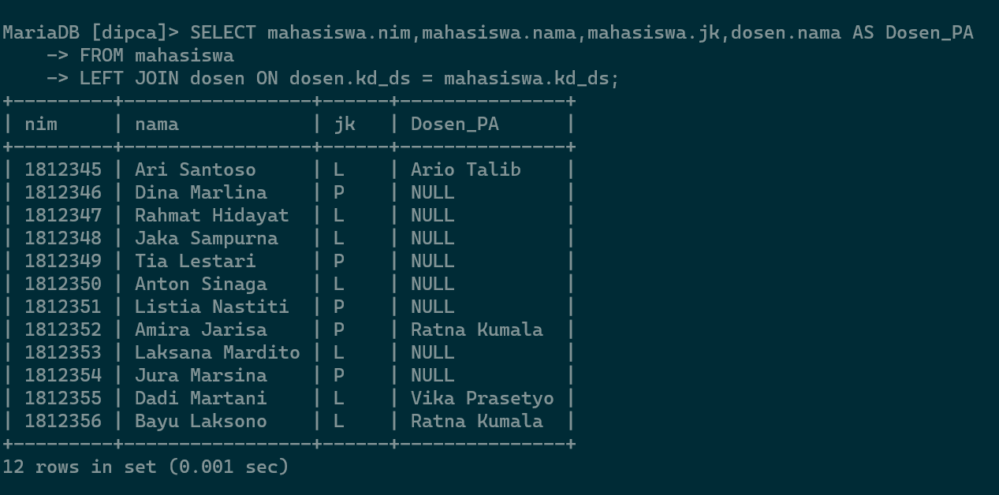 MariaDB [dipca]> SELECT mahasiswa.nim,mahasiswa.nama,mahasiswa.jk,dosen.nama AS Dosen_PA
    -> FROM mahasiswa
    -> LEFT JOIN dosen ON dosen.kd_ds = mahasiswa.kd_ds;
+---------+-----------------+------+---------------+
| nim     | nama            | jk   | Dosen_PA      |
+---------+-----------------+------+---------------+
| 1812345 | Ari Santoso     | L    | Ario Talib    |
| 1812346 | Dina Marlina    | P    | NULL          |
| 1812347 | Rahmat Hidayat  | L    | NULL          |
| 1812348 | Jaka Sampurna   | L    | NULL          |
| 1812349 | Tia Lestari     | P    | NULL          |
| 1812350 | Anton Sinaga    | L    | NULL          |
| 1812351 | Listia Nastiti  | P    | NULL          |
| 1812352 | Amira Jarisa    | P    | Ratna Kumala  |
| 1812353 | Laksana Mardito | L    | NULL          |
| 1812354 | Jura Marsina    | P    | NULL          |
| 1812355 | Dadi Martani    | L    | Vika Prasetyo |
| 1812356 | Bayu Laksono    | L    | Ratna Kumala  |
+---------+-----------------+------+---------------+
12 rows in set (0.001 sec)